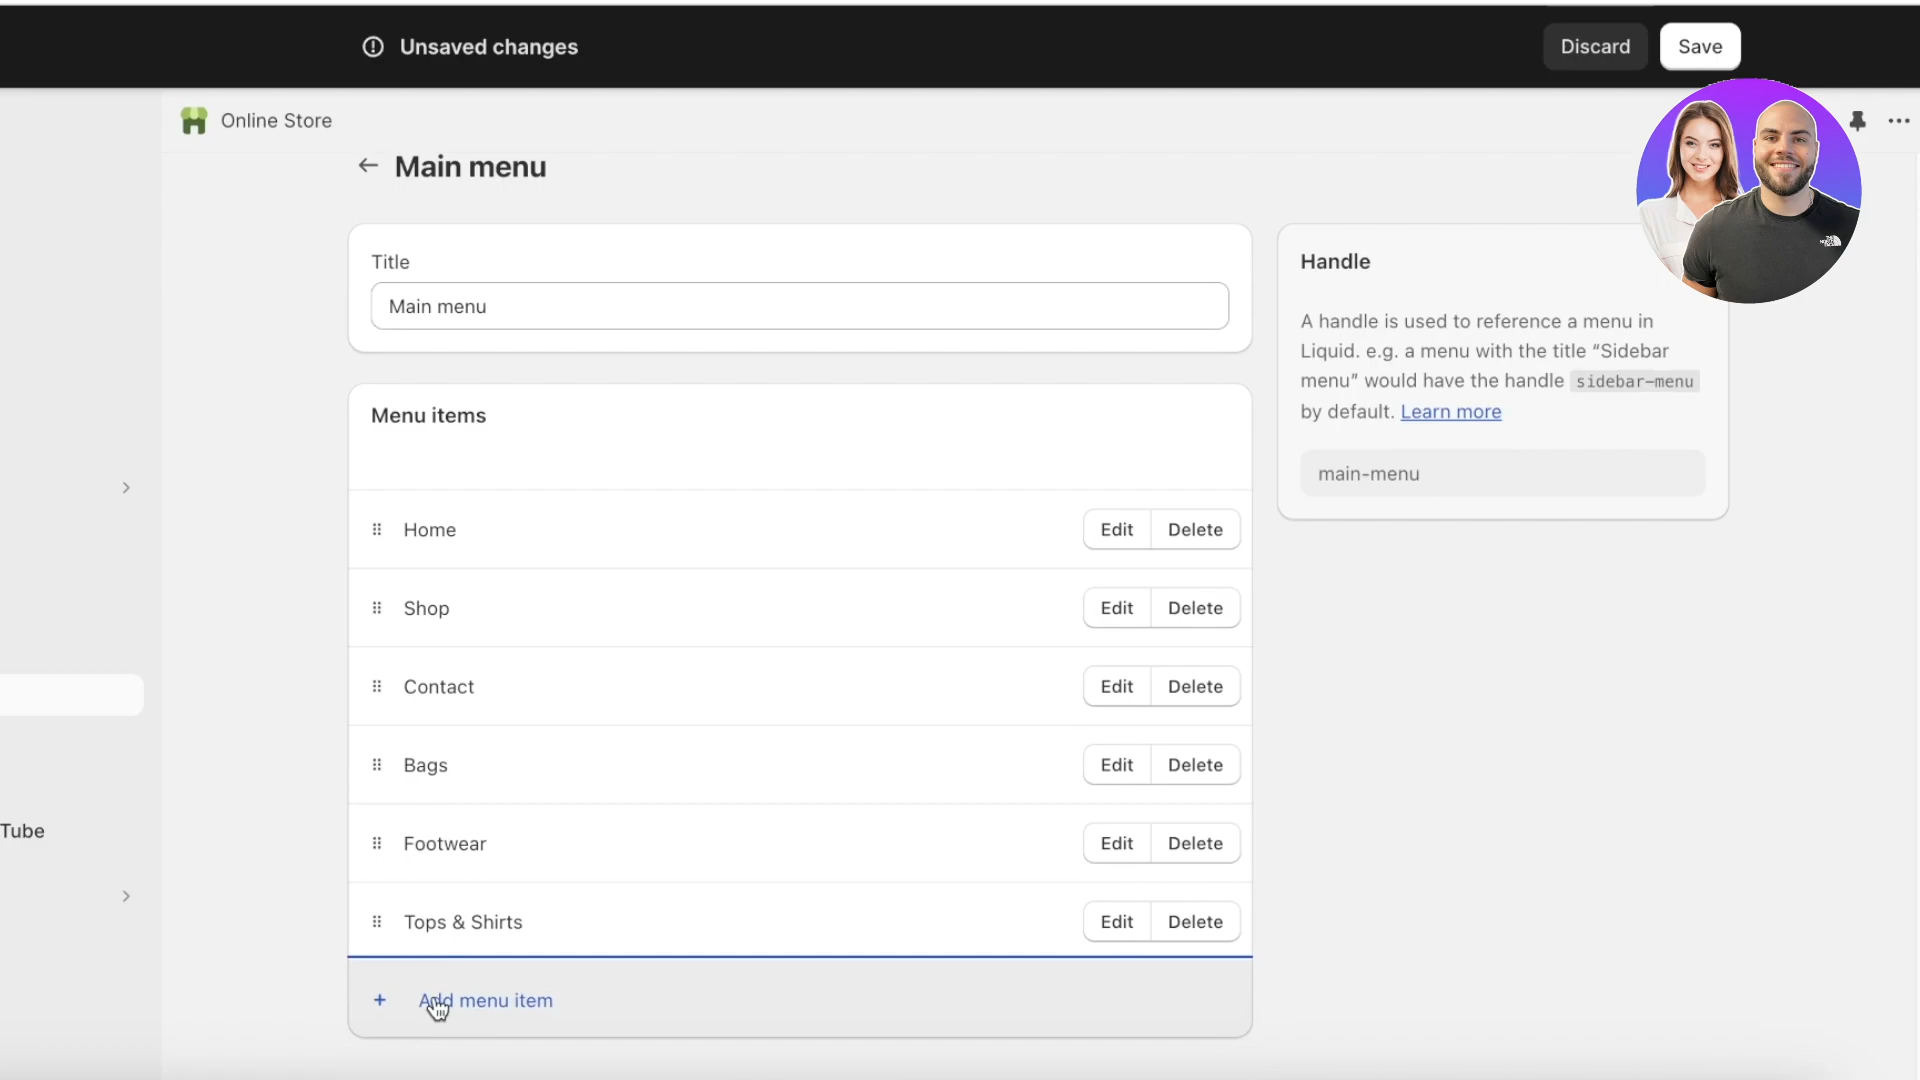 Unsaved changes
Discard
Save
Online Store
Main menu
Title
Main menu
Handle
A handle is used to reference a menu in
Liquid. e.g. a menu with the title “Sidebar
menu” would have the handle sidebar-menu
by default. Learn more
main-menu
Menu items
Home
Edit
Delete
Shop
Edit
Delete
Contact
Edit
Delete
Bags
Edit
Delete
Footwear
Edit
Delete
Tops & Shirts
Edit
Delete
+ Add menu item
Tube
THE NORTH FACE